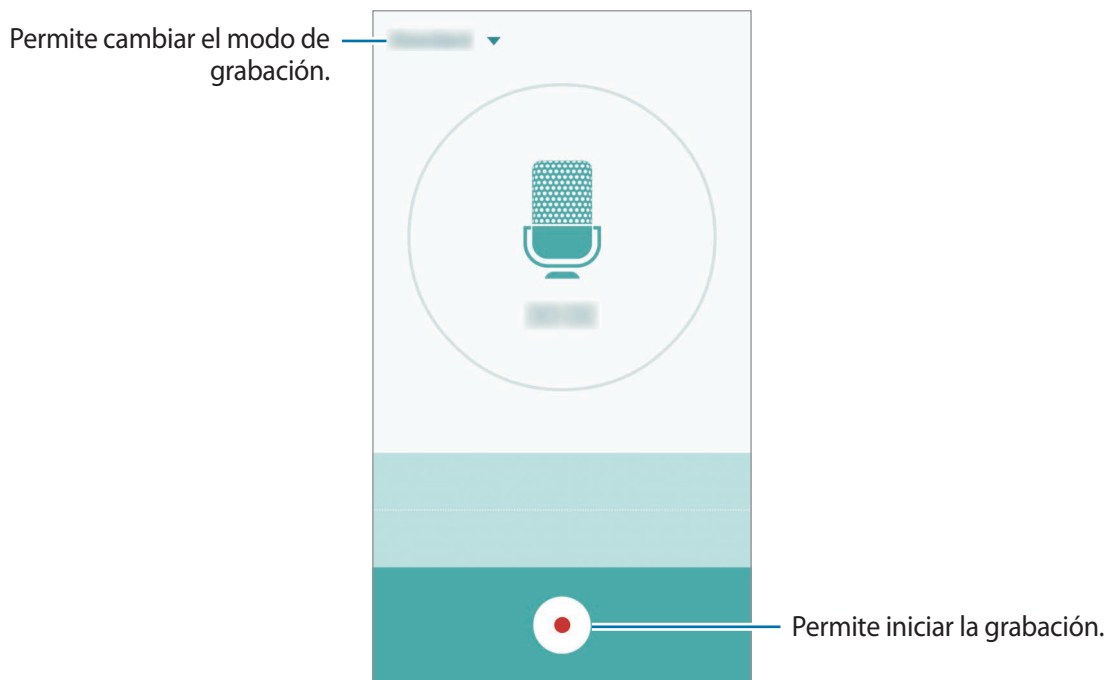 Permite cambiar el modo de
grabación.
Permite iniciar la grabación.